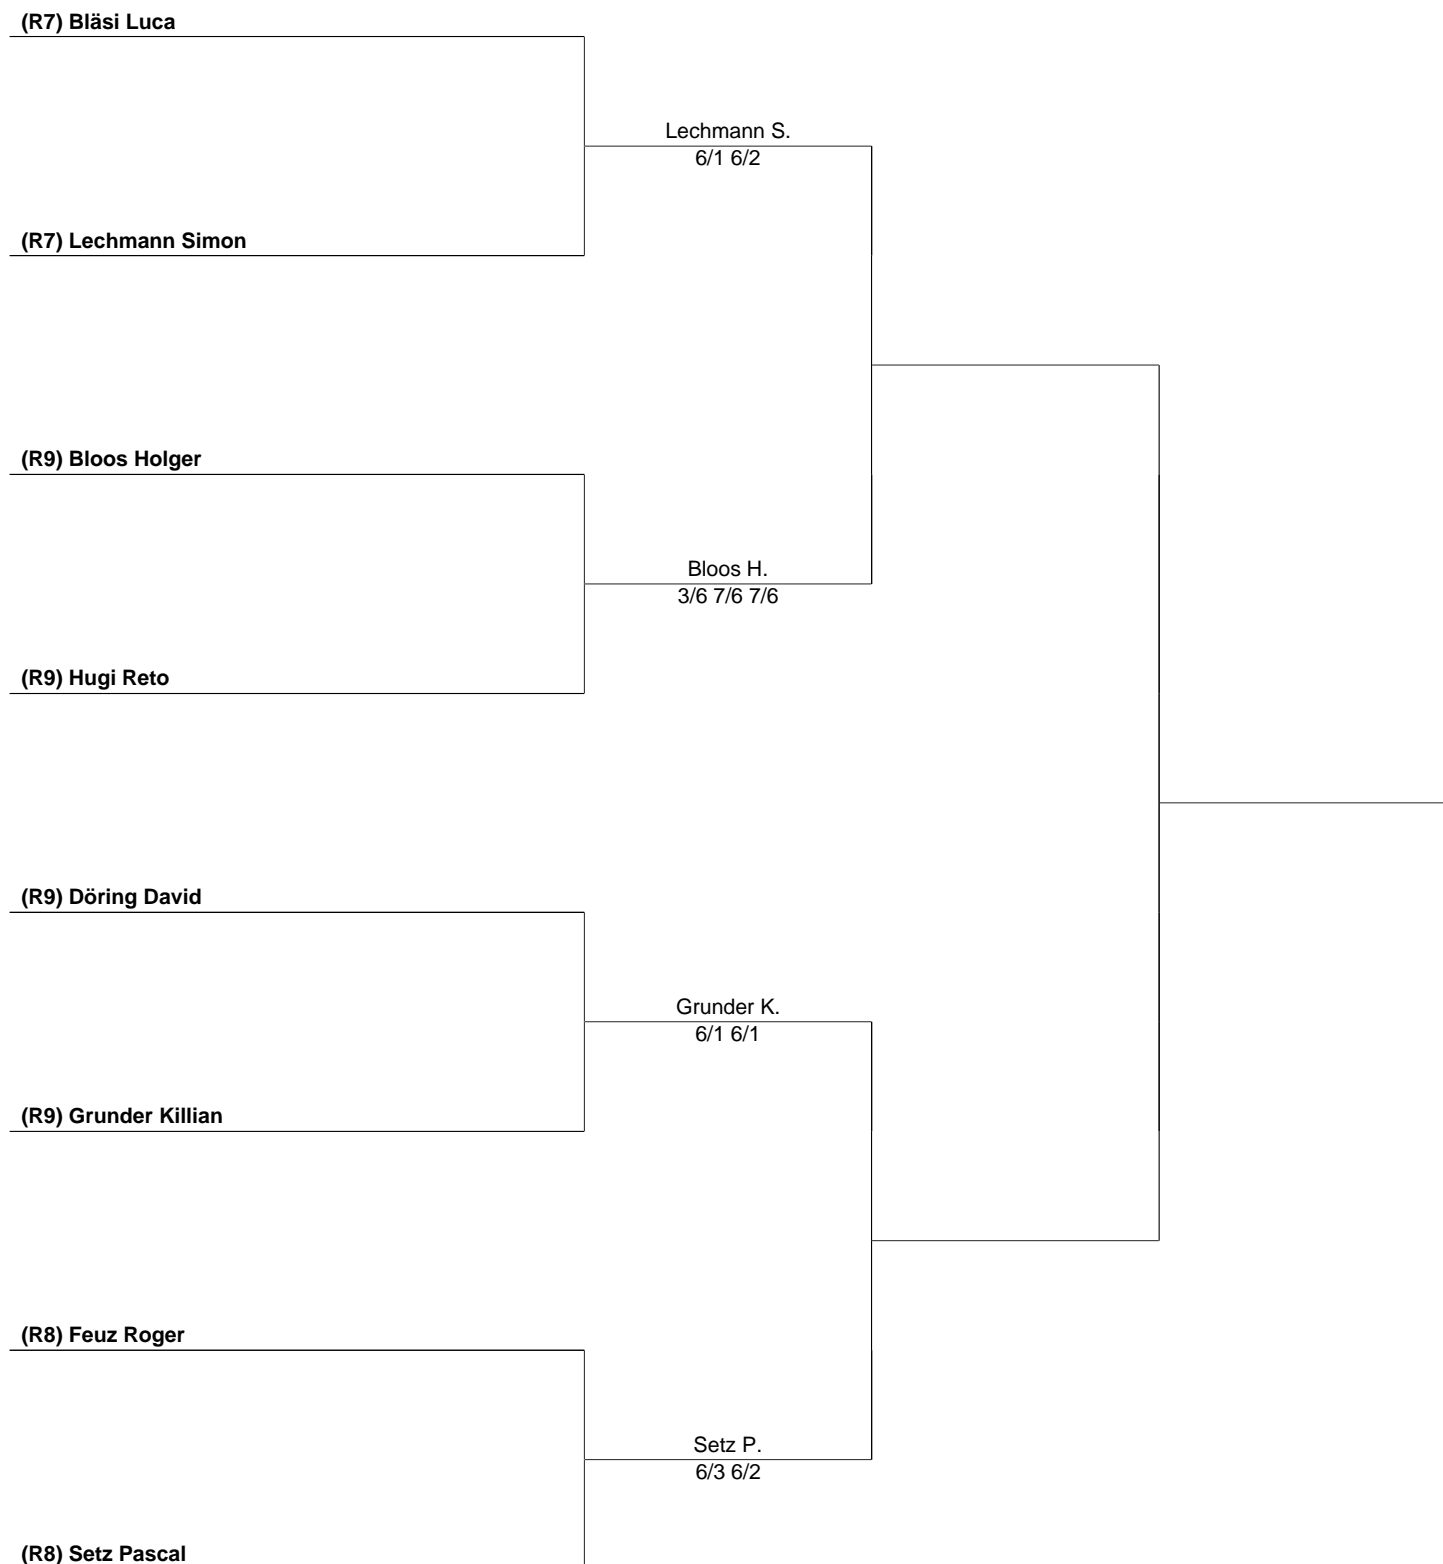 (R7) Bläsi Luca
Lechmann S.
6/1 6/2
(R7) Lechmann Simon
(R9) Bloos Holger
Bloos H.
3/6 7/6 7/6
(R9) Hugi Reto
(R9) Döring David
Grunder K.
6/1 6/1
(R9) Grunder Killian
(R8) Feuz Roger
Setz P.
6/3 6/2
(R8) Setz Pascal